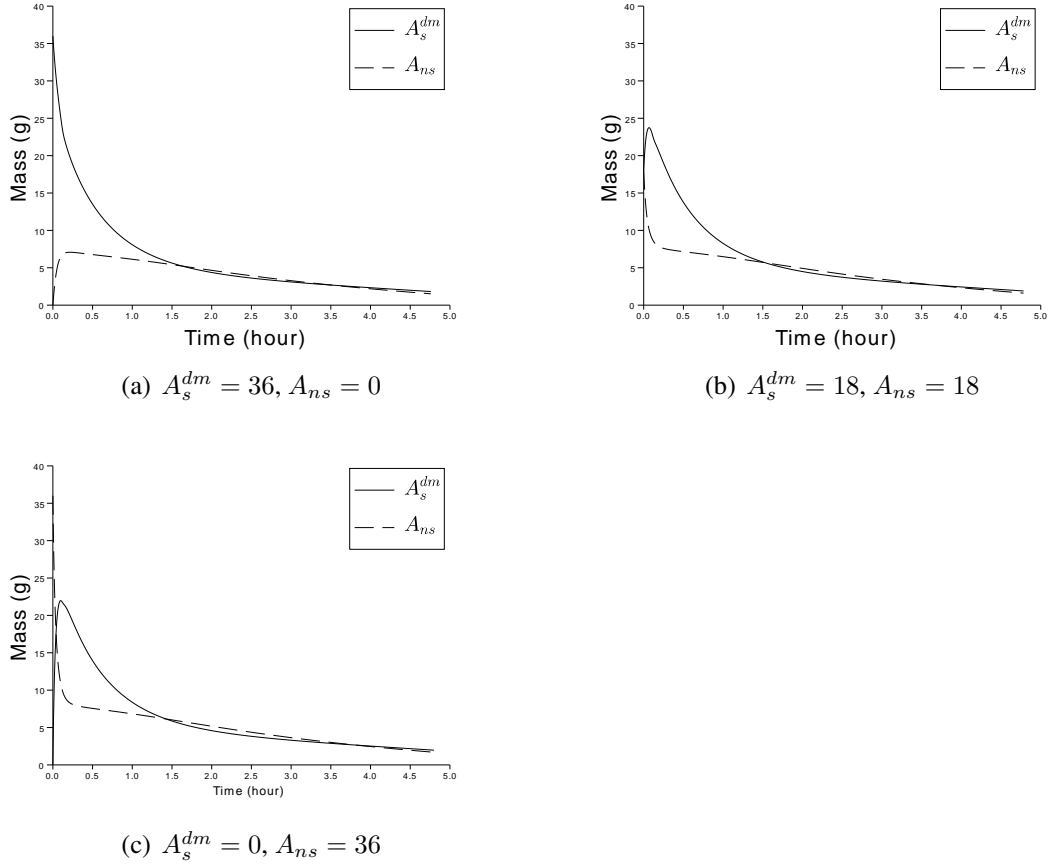 40
35
30
25
20
15
10
5
0
Mass (g)
0.0 0.5 1.0 1.5 2.0 2.5 3.0 3.5 4.0 4.5 5.0
Time (hour)
A_s^{dm}
A_{ns}
(a) A_s^{dm} = 36, A_{ns} = 0
40
35
30
25
20
15
10
5
0
Mass (g)
0.0 0.5 1.0 1.5 2.0 2.5 3.0 3.5 4.0 4.5 5.0
Time (hour)
A_s^{dm}
A_{ns}
(b) A_s^{dm} = 18, A_{ns} = 18
40
35
30
25
20
15
10
5
0
Mass (g)
0.0 0.5 1.0 1.5 2.0 2.5 3.0 3.5 4.0 4.5 5.0
Time (hour)
A_s^{dm}
A_{ns}
(c) A_s^{dm} = 0, A_{ns} = 36